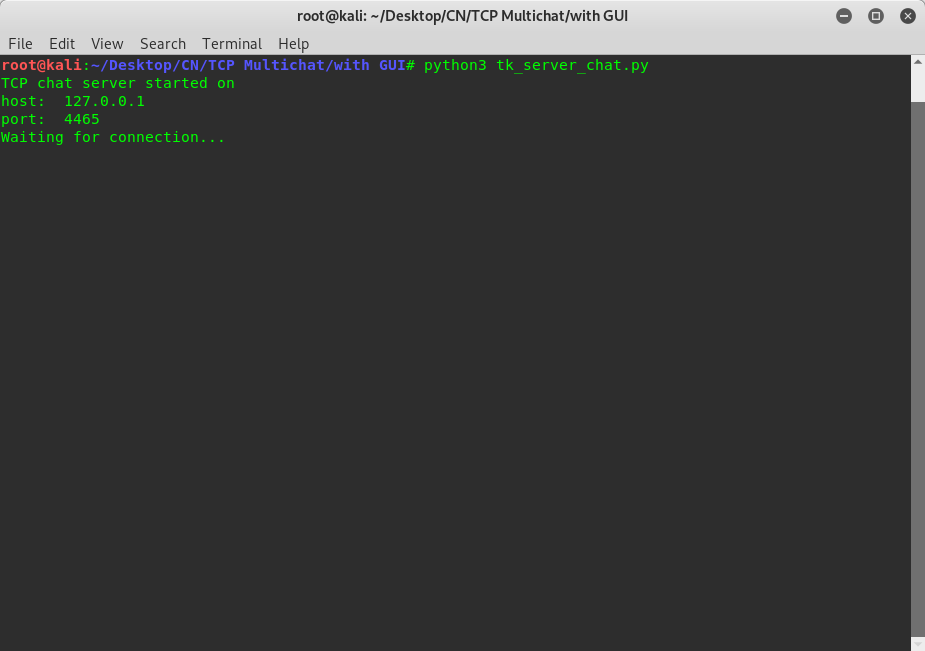 root@kali: ~/Desktop/CN/TCP Multichat/with GUI
File Edit View Search Terminal Help
root@kali:~/Desktop/CN/TCP Multichat/with GUI# python3 tk_server_chat.py
TCP chat server started on
host:  127.0.0.1
port:  4465
Waiting for connection...